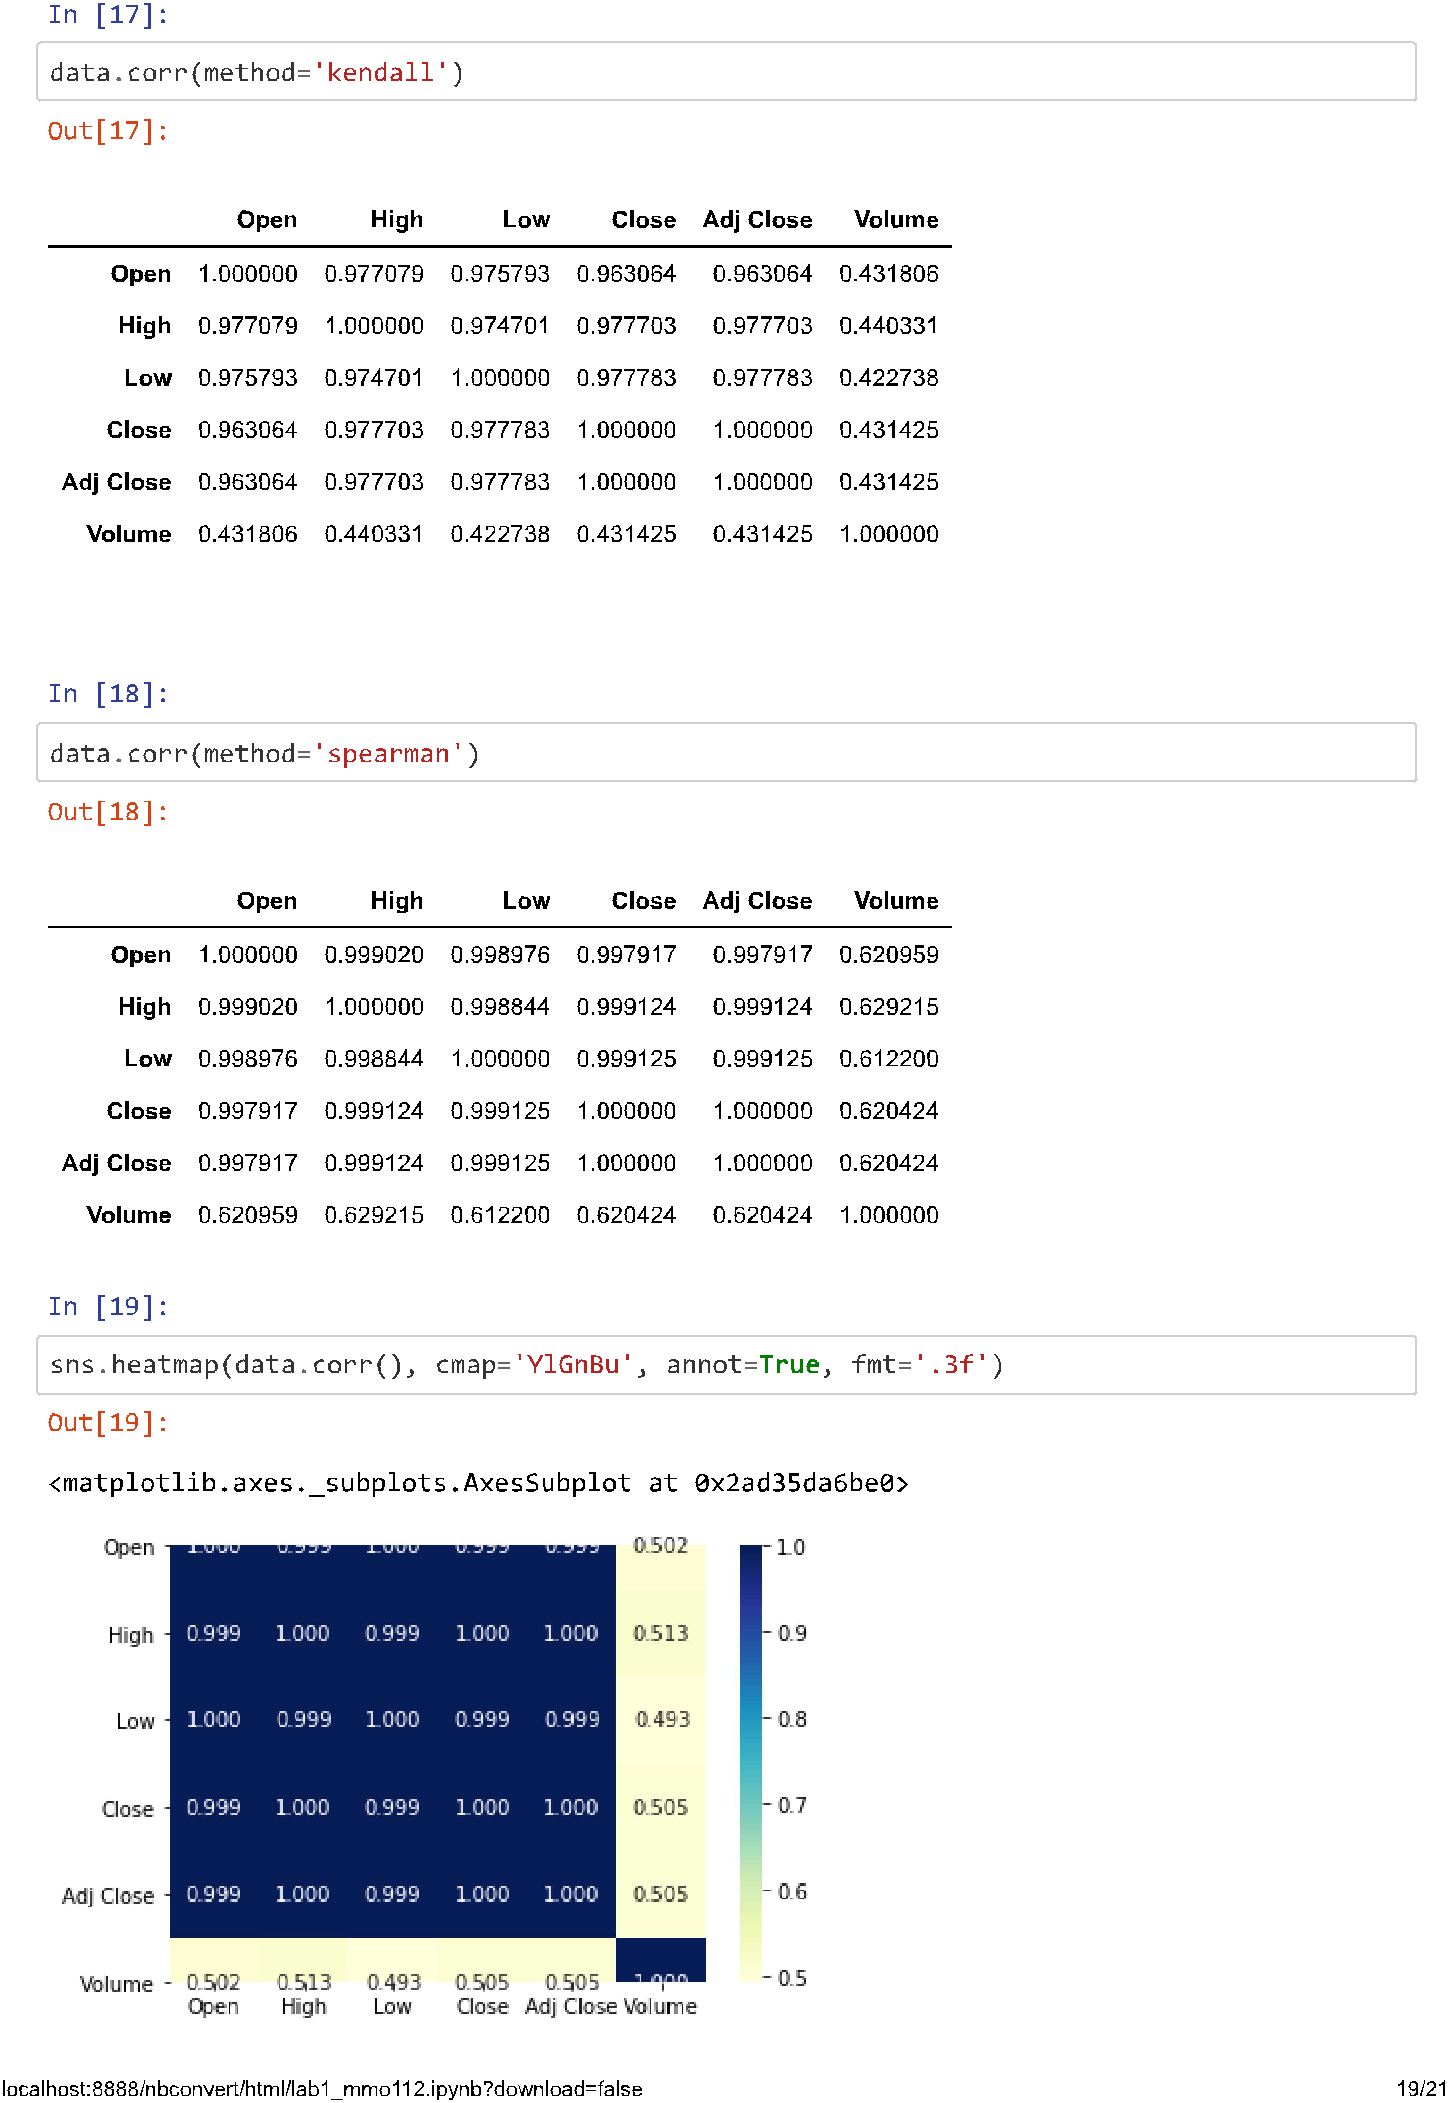 In [17]:
data.corr(method='kendall')
Out[17]:
Open High Low Close Adj Close Volume
Open 1.000000 0.977079 0.975793 0.963064 0.963064 0.431806
High 0.977079 1.000000 0.974701 0.977703 0.977703 0.440331
Low 0.975793 0.974701 1.000000 0.977783 0.977783 0.422738
Close 0.963064 0.977703 0.977783 1.000000 1.000000 0.431425
Adj Close 0.963064 0.977703 0.977783 1.000000 1.000000 0.431425
Volume 0.431806 0.440331 0.422738 0.431425 0.431425 1.000000
In [18]:
data.corr(method='spearman')
Out[18]:
Open High Low Close Adj Close Volume
Open 1.000000 0.999020 0.998976 0.997917 0.997917 0.620959
High 0.999020 1.000000 0.998844 0.999124 0.999124 0.629215
Low 0.998976 0.998844 1.000000 0.999125 0.999125 0.612200
Close 0.997917 0.999124 0.999125 1.000000 1.000000 0.620424
Adj Close 0.997917 0.999124 0.999125 1.000000 1.000000 0.620424
Volume 0.620959 0.629215 0.612200 0.620424 0.620424 1.000000
In [19]:
sns.heatmap(data.corr(), cmap='YlGnBu', annot=True, fmt='.3f')
Out[19]:
<matplotlib.axes._subplots.AxesSubplot at 0x2ad35da6be0>
Open 1.000 0.999 1.000 0.999 0.999 0.502 1.0
High 0.999 1.000 0.999 1.000 1.000 0.513 0.9
Low 1.000 0.999 1.000 0.999 0.999 0.493 0.8
Close 0.999 1.000 0.999 1.000 1.000 0.505 0.7
Adj Close 0.999 1.000 0.999 1.000 1.000 0.505 0.6
Volume 0.502 0.513 0.493 0.505 0.505 1.000 0.5
Open High Low Close Adj Close Volume
localhost:8888/nbconvert/html/lab1_mmo112.ipynb?download=false 19/21